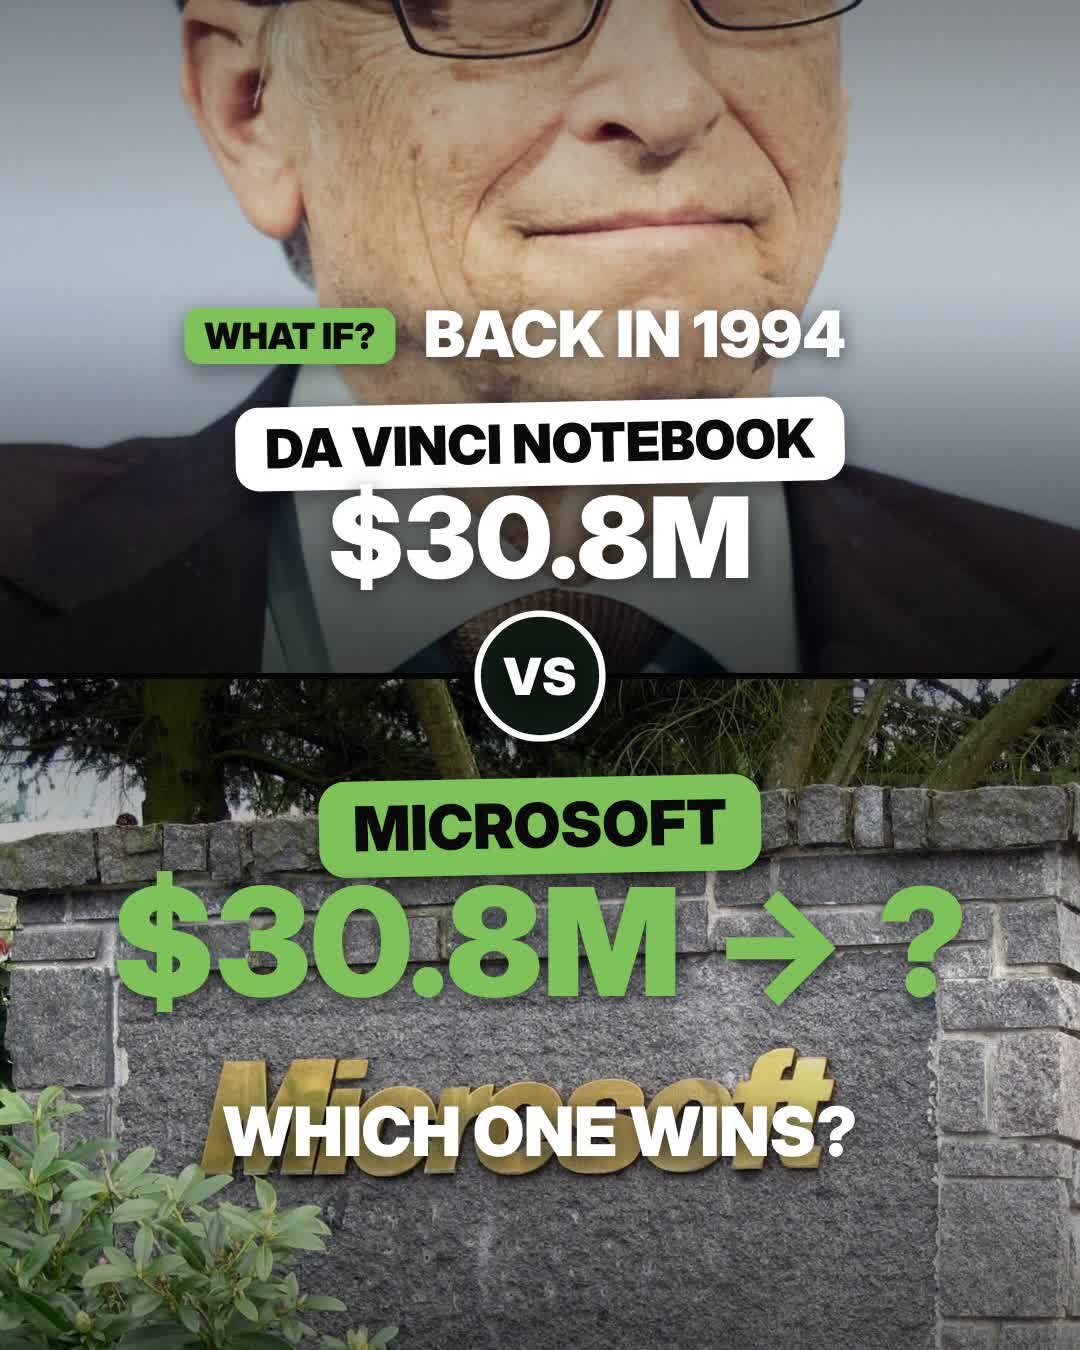 WHAT IF? BACK IN 1994
DA VINCI NOTEBOOK
$30.8M
VS
MICROSOFT
$30.8M → ?
Microsoft
WHICH ONE WINS?